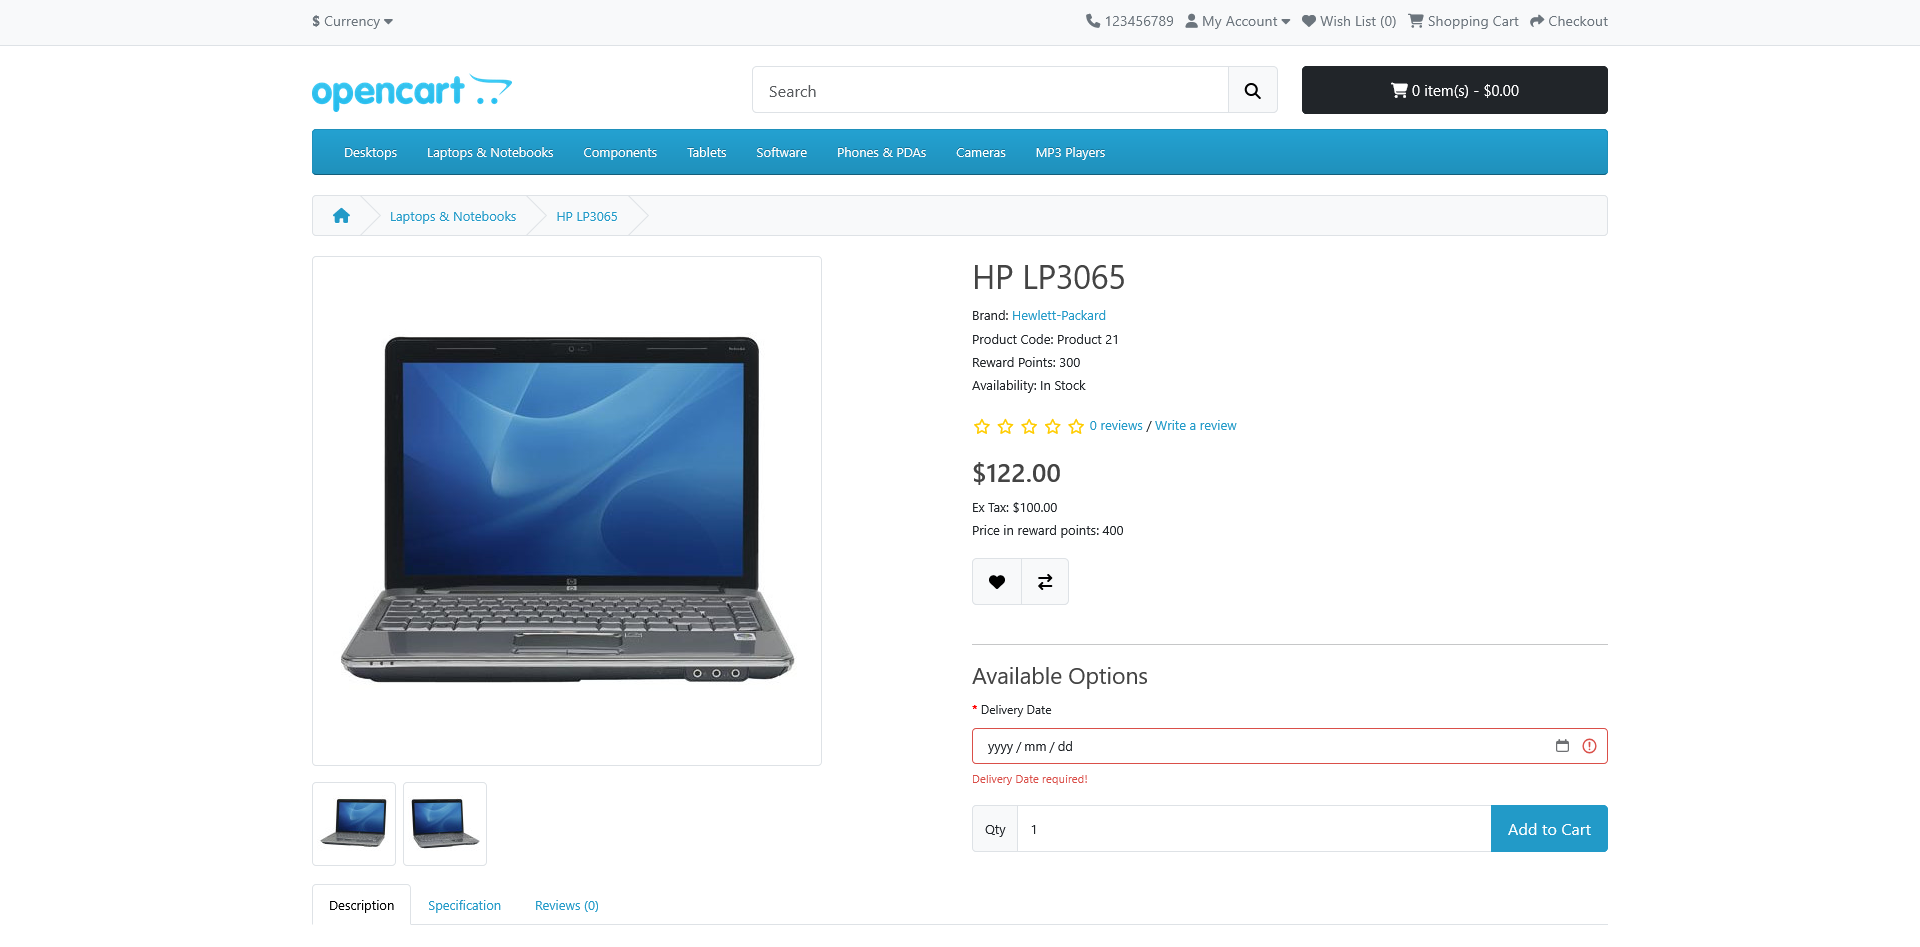 $ Currency
123456789 My Account Wish List (0) Shopping Cart Checkout
opencart
Search
0 item(s) - $0.00
Desktops Laptops & Notebooks Components Tablets Software Phones & PDAs Cameras MP3 Players
Laptops & Notebooks HP LP3065
HP LP3065
Brand: Hewlett-Packard
Product Code: Product 21
Reward Points: 300
Availability: In Stock
0 reviews / Write a review
$122.00
Ex Tax: $100.00
Price in reward points: 400
Available Options
* Delivery Date
yyyy / mm / dd
Delivery Date required!
Qty 1 Add to Cart
Description Specification Reviews (0)